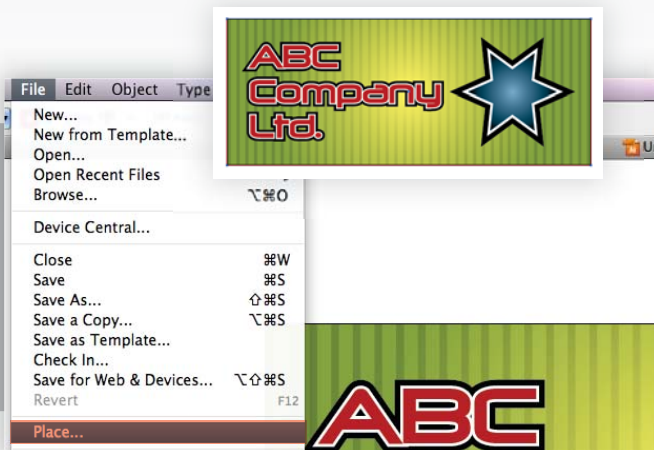 ABC
Company
Ltd.
File Edit Object Type
New...
New from Template...
Open...
Open Recent Files
Browse... ⌥⌘O
Device Central...
Close ⌘W
Save ⌘S
Save As... ⇧⌘S
Save a Copy... ⌥⌘S
Save as Template...
Check In...
Save for Web & Devices... ⌥⇧⌘S
Revert F12
Place...
ABC